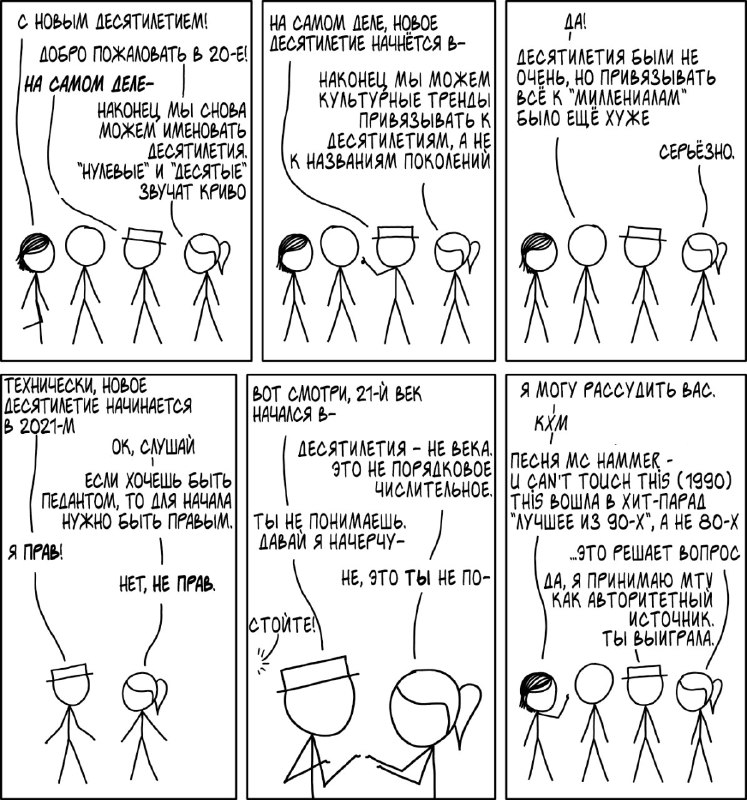 С НОВЫМ ДЕСЯТИЛЕТИЕМ!
ДОБРО ПОЖАЛОВАТЬ В 20-Е!
НА САМОМ ДЕЛЕ-
НАКОНЕЦ МЫ СНОВА
МОЖЕМ ИМЕНОВАТЬ
ДЕСЯТИЛЕТИЯ.
"НУЛЕВЫЕ" И "ДЕСЯТЫЕ"
ЗВУЧАТ КРИВО
НА САМОМ ДЕЛЕ, НОВОЕ
ДЕСЯТИЛЕТИЕ НАЧНЁТСЯ В-
НАКОНЕЦ МЫ МОЖЕМ
КУЛЬТУРНЫЕ ТРЕНДЫ
ПРИВЯЗЫВАТЬ К
ДЕСЯТИЛЕТИЯМ, А НЕ
К НАЗВАНИЯМ ПОКОЛЕНИЙ
ДА!
ДЕСЯТИЛЕТИЯ БЫЛИ НЕ
ОЧЕНЬ, НО ПРИВЯЗЫВАТЬ
ВСЁ К "МИЛЛЕНИАЛАМ"
БЫЛО ЕЩЁ ХУЖЕ
СЕРЬЁЗНО.
ТЕХНИЧЕСКИ, НОВОЕ
ДЕСЯТИЛЕТИЕ НАЧИНАЕТСЯ
В 2021-М
ОК, СЛУШАЙ
ЕСЛИ ХОЧЕШЬ БЫТЬ
ПЕДАНТОМ, ТО ДЛЯ НАЧАЛА
НУЖНО БЫТЬ ПРАВЫМ.
Я ПРАВ!
НЕТ, НЕ ПРАВ.
ВОТ СМОТРИ, 21-Й ВЕК
НАЧАЛСЯ В-
ДЕСЯТИЛЕТИЯ - НЕ ВЕКА.
ЭТО НЕ ПОРЯДКОВОЕ
ЧИСЛИТЕЛЬНОЕ.
ТЫ НЕ ПОНИМАЕШЬ.
ДАВАЙ Я НАЧЕРЧУ-
НЕ, ЭТО ТЫ НЕ ПО-
СТОЙТЕ!
Я МОГУ РАССУДИТЬ ВАС.
КХМ
ПЕСНЯ MC HAMMER -
U CAN'T TOUCH THIS (1990)
THIS ВОШЛА В ХИТ-ПАРАД
"ЛУЧШЕЕ ИЗ 90-Х", А НЕ 80-Х
...ЭТО РЕШАЕТ ВОПРОС
ДА, Я ПРИНИМАЮ MTV
КАК АВТОРИТЕТНЫЙ
ИСТОЧНИК.
ТЫ ВЫИГРАЛА.